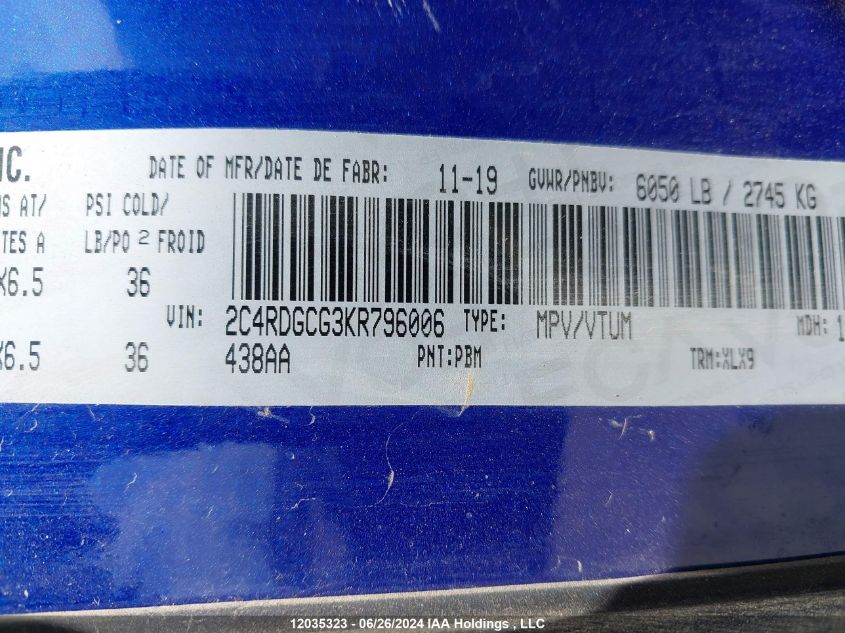 NC. DATE OF MFR/DATE DE FABR: 11-19 GVWR/PNBV: 6050 LB / 2745 KG
AT/ PSI COLD/
A LB/PO 2 FROID
X6.5 36
VIN: 2C4RDGCG3KR796006 TYPE: MPV/VTUM MDH: 1
X6.5 36 438AA PNT:PBM TRM:XLX9
12035323 - 06/26/2024 IAA Holdings , LLC